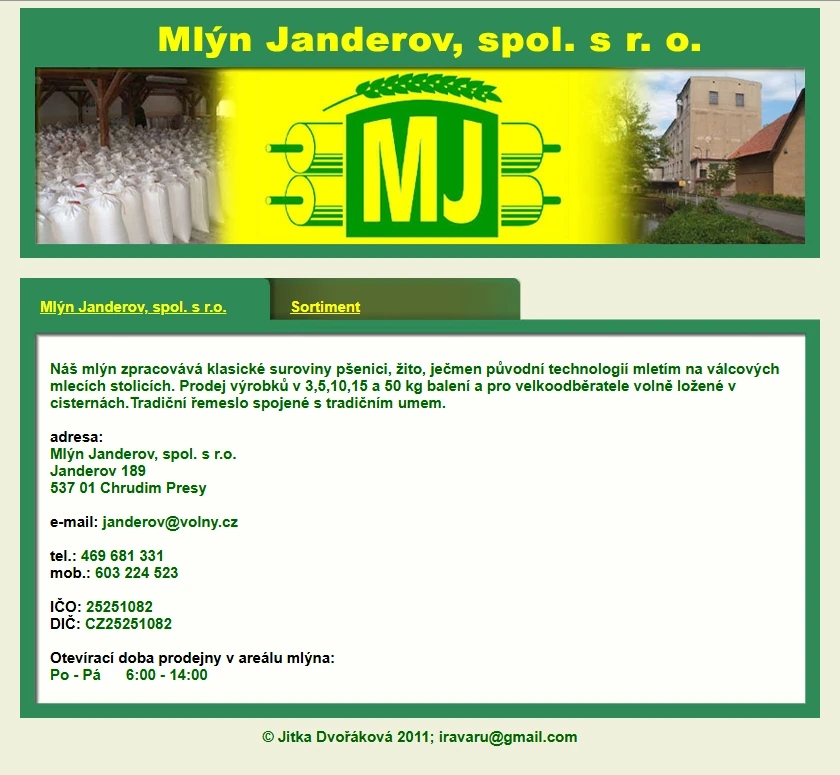 Mlýn Janderov, spol. s r. o.
MJ
Mlýn Janderov, spol. s r.o.
Sortiment
Náš mlýn zpracovává klasické suroviny pšenici, žito, ječmen původní technologií mletím na válcových
mlecích stolicích. Prodej výrobků v 3,5,10,15 a 50 kg balení a pro velkoodběratele volně ložené v
cisternách.Tradiční řemeslo spojené s tradičním umem.
adresa:
Mlýn Janderov, spol. s r.o.
Janderov 189
537 01 Chrudim Presy
e-mail: janderov@volny.cz
tel.: 469 681 331
mob.: 603 224 523
IČO: 25251082
DIČ: CZ25251082
Otevírací doba prodejny v areálu mlýna:
Po - Pá 6:00 - 14:00
© Jitka Dvořáková 2011; iravaru@gmail.com